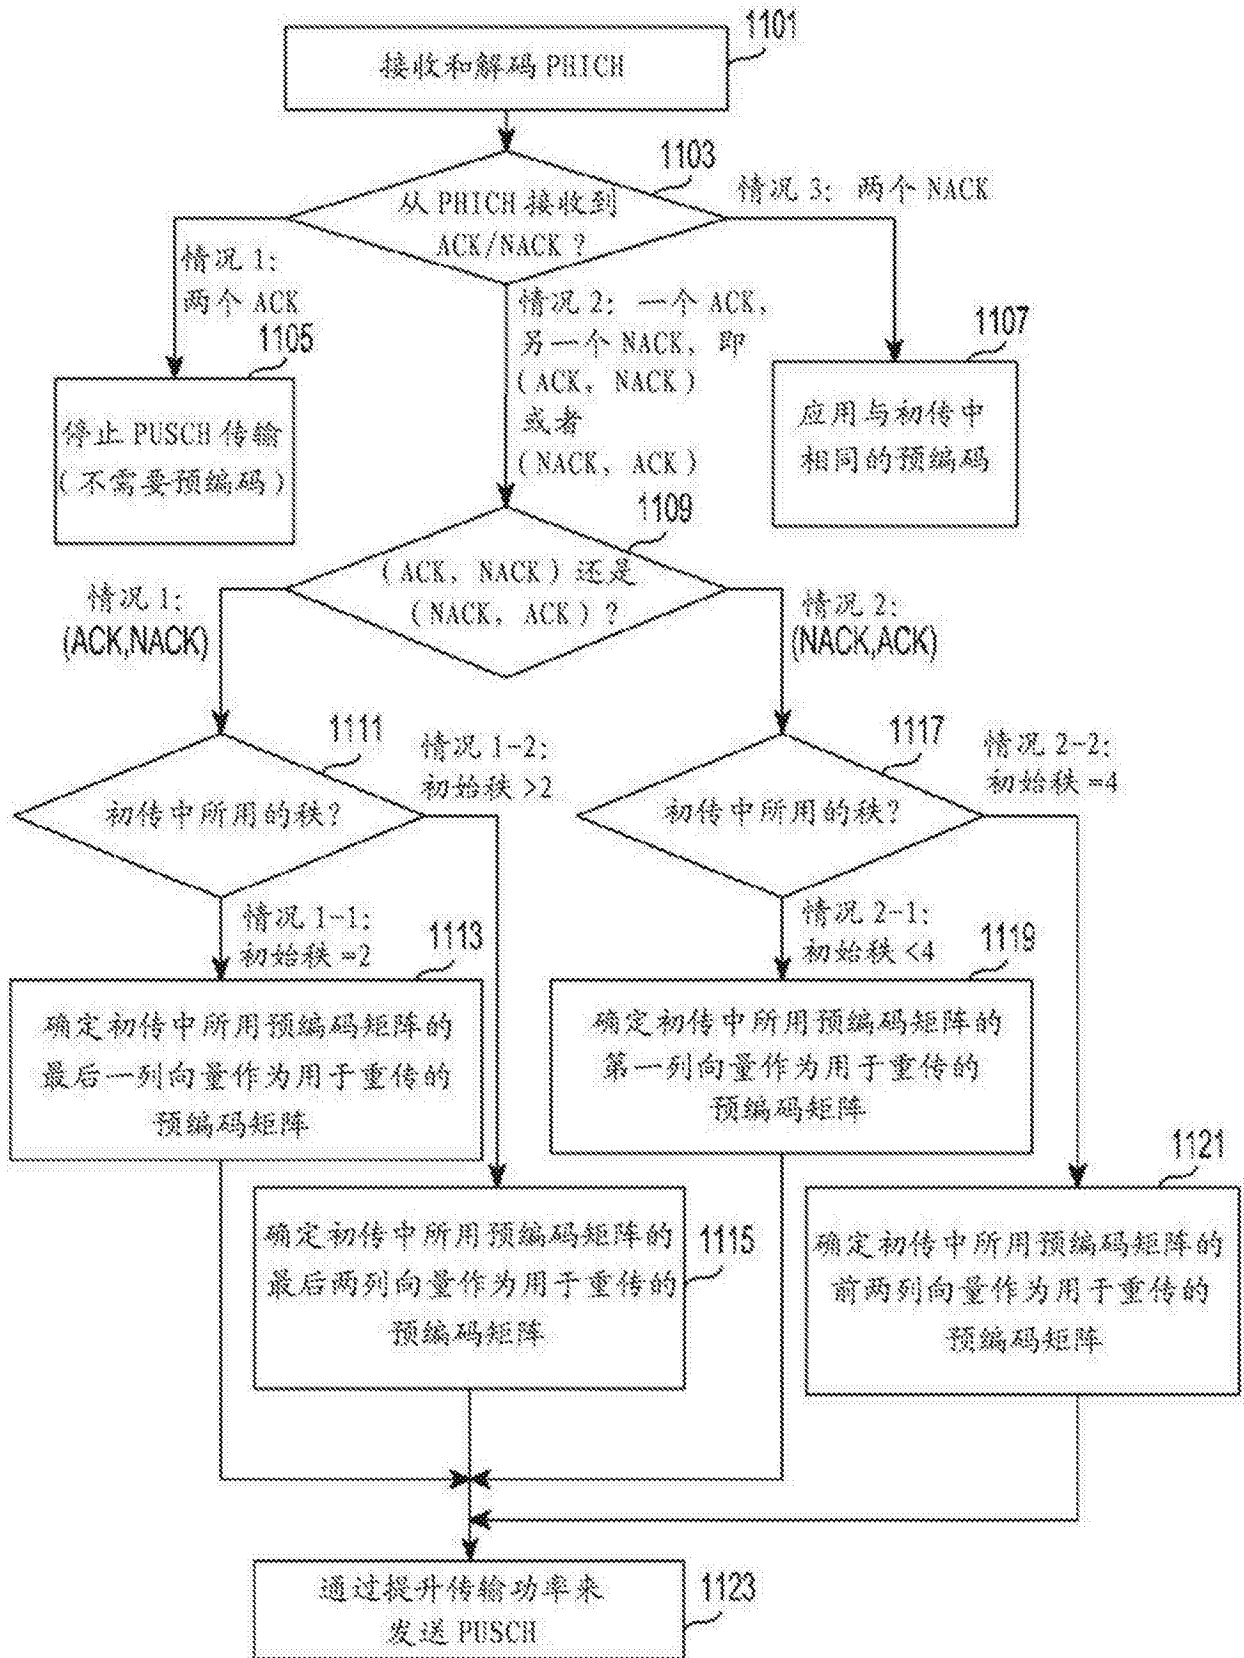 1101
接收和解码 PHICH
1103
从 PHICH 接收到
ACK/NACK?
情况 3: 两个 NACK
情况 1:
两个 ACK
情况 2: 一个 ACK,
另一个 NACK, 即
(ACK, NACK)
或者
(NACK, ACK)
1105
停止 PUSCH 传输
(不需要预编码)
1107
应用与初传中
相同的预编码
1109
(ACK, NACK) 还是
(NACK, ACK)?
情况 1:
(ACK,NACK)
情况 2:
(NACK,ACK)
1111
初传中所用的秩?
情况 1-2:
初始秩 >2
1117
初传中所用的秩?
情况 2-2:
初始秩 =4
情况 1-1:
初始秩 =2
1113
确定初传中所用预编码矩阵的
最后一列向量作为用于重传的
预编码矩阵
情况 2-1:
初始秩 <4
1119
确定初传中所用预编码矩阵的
第一列向量作为用于重传的
预编码矩阵
1115
确定初传中所用预编码矩阵的
最后两列向量作为用于重传的
预编码矩阵
1121
确定初传中所用预编码矩阵的
前两列向量作为用于重传的
预编码矩阵
1123
通过提升传输功率来
发送 PUSCH